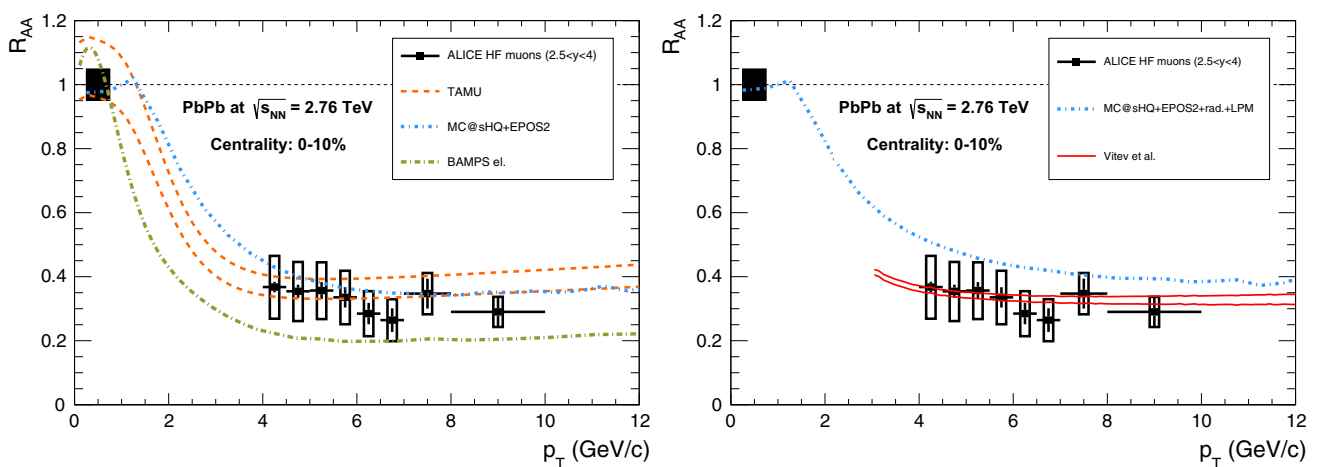 R_AA
1.2
1
0.8
0.6
0.4
0.2
0
ALICE HF muons (2.5<y<4)
TAMU
MC@sHQ+EPOS2
BAMPS el.
PbPb at √s_NN = 2.76 TeV
Centrality: 0-10%
0 2 4 6 8 10 12
p_T (GeV/c)
R_AA
1.2
1
0.8
0.6
0.4
0.2
0
ALICE HF muons (2.5<y<4)
MC@sHQ+EPOS2+rad.+LPM
Vitev et al.
PbPb at √s_NN = 2.76 TeV
Centrality: 0-10%
0 2 4 6 8 10 12
p_T (GeV/c)